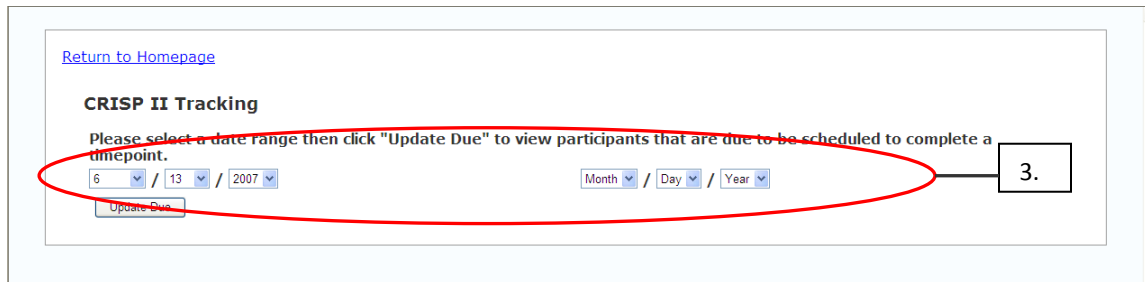 Return to Homepage
CRISP II Tracking
Please select a date range then click "Update Due" to view participants that are due to be scheduled to complete a
timepoint.
6 / 13 / 2007 Month / Day / Year
3.
Update Due